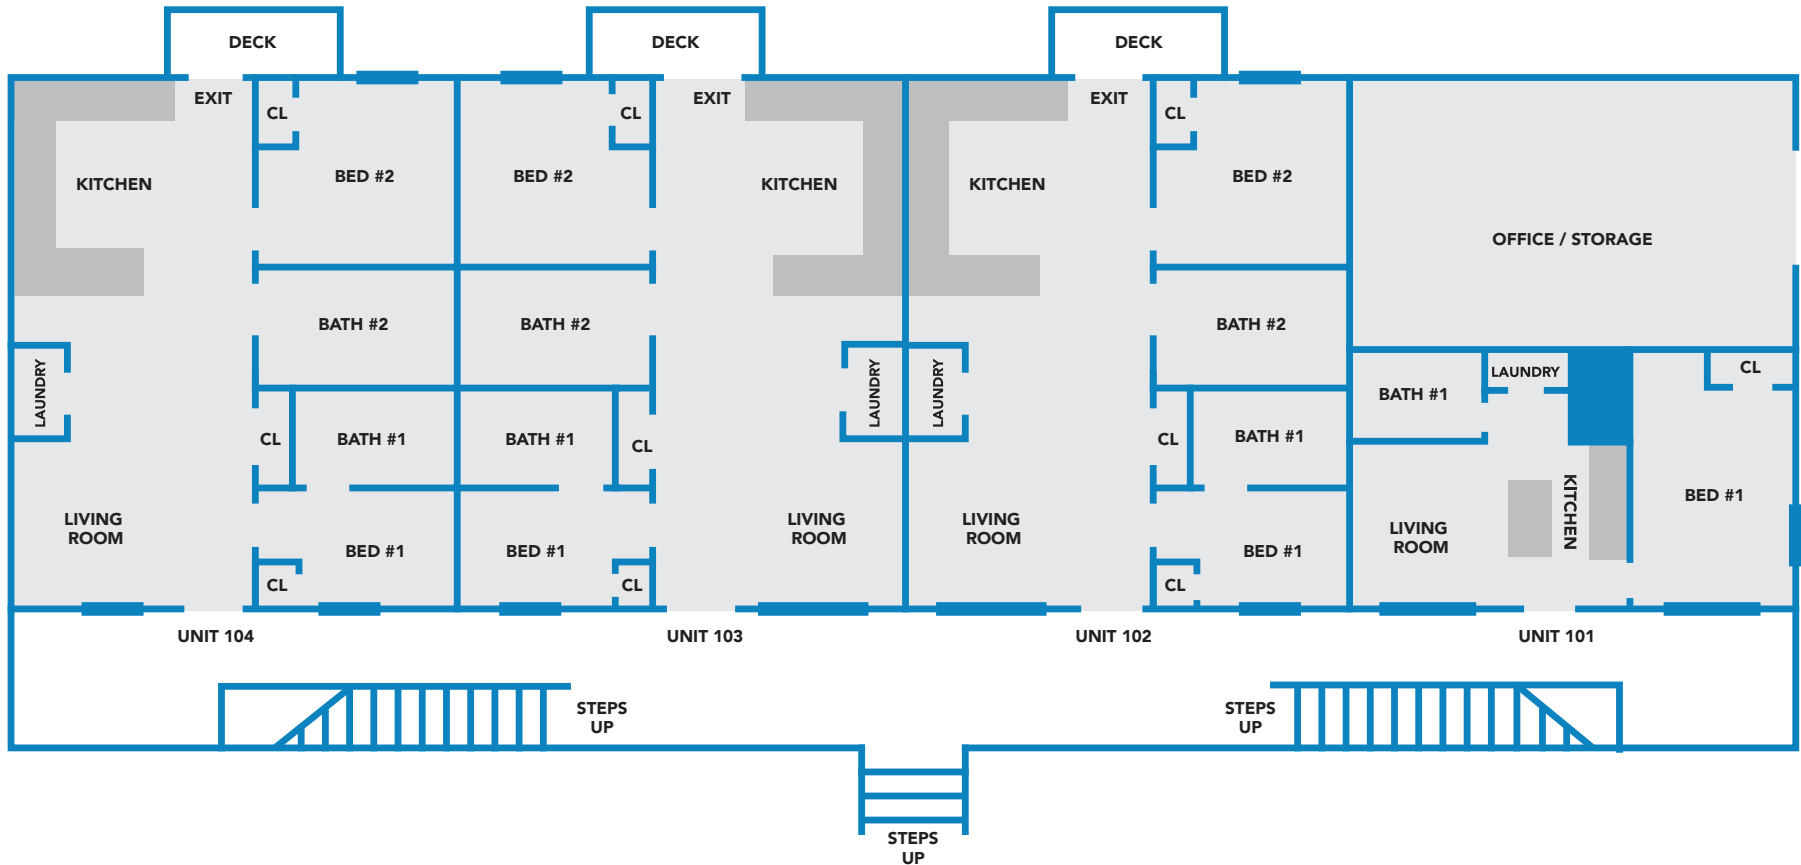 DECK
DECK
DECK
EXIT
CL
CL
EXIT
EXIT
CL
KITCHEN
BED #2
BED #2
KITCHEN
KITCHEN
BED #2
OFFICE / STORAGE
BATH #2
BATH #2
BATH #2
LAUNDRY
LAUNDRY
LAUNDRY
LAUNDRY
CL
BATH #1
CL
BATH #1
BATH #1
CL
CL
BATH #1
LIVING
ROOM
BED #1
BED #1
LIVING
ROOM
LIVING
ROOM
BED #1
LIVING
ROOM
KITCHEN
BED #1
CL
CL
CL
UNIT 104
UNIT 103
UNIT 102
UNIT 101
STEPS
UP
STEPS
UP
STEPS
UP